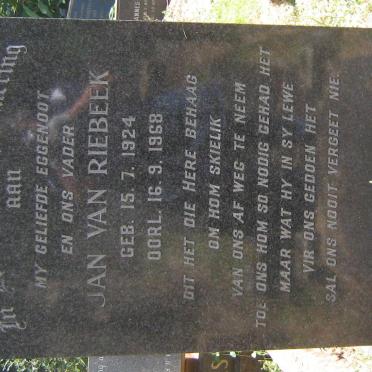 AAN
MY GELIEFDE EGGENOOT
EN ONS VADER
JAN VAN RIEBEEK
GEB. 15. 7. 1924
OORL. 16. 9. 1968
DIT HET DIE HERE BEHAAG
OM HOM SKIELIK
VAN ONS AF WEG TE NEEM
TOE ONS HOM SO NODIG GEHAD HET
MAAR WAT HY IN SY LEWE
VIR ONS GEDOEN HET
SAL ONS NOOIT VERGEET NIE.